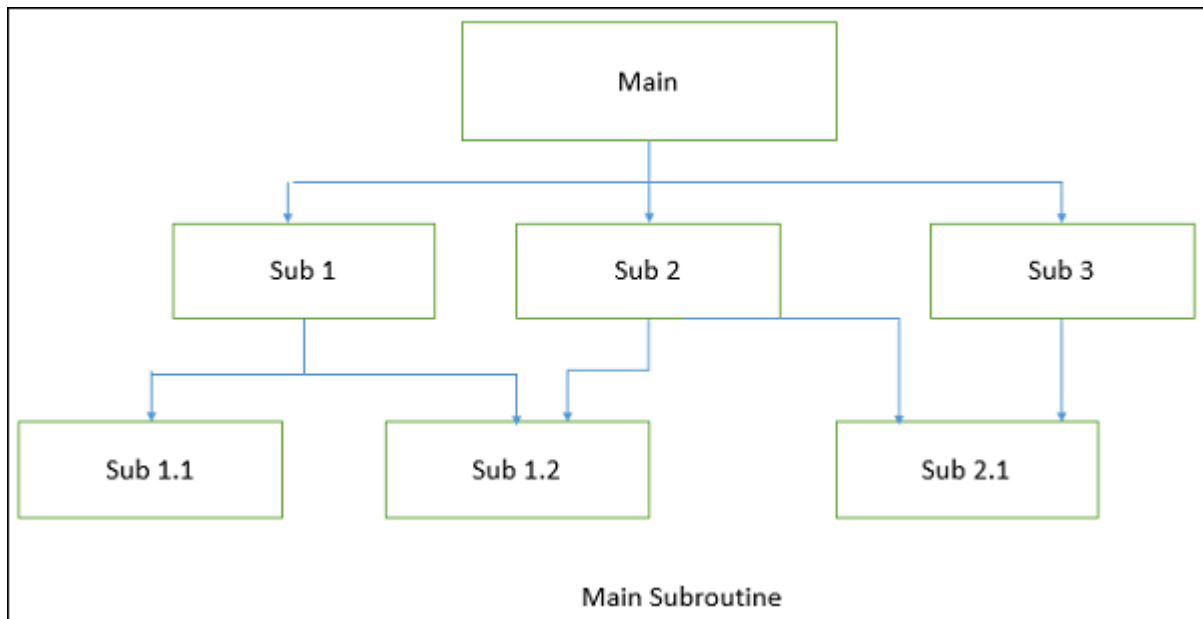 Main
Sub 1
Sub 2
Sub 3
Sub 1.1
Sub 1.2
Sub 2.1
Main Subroutine